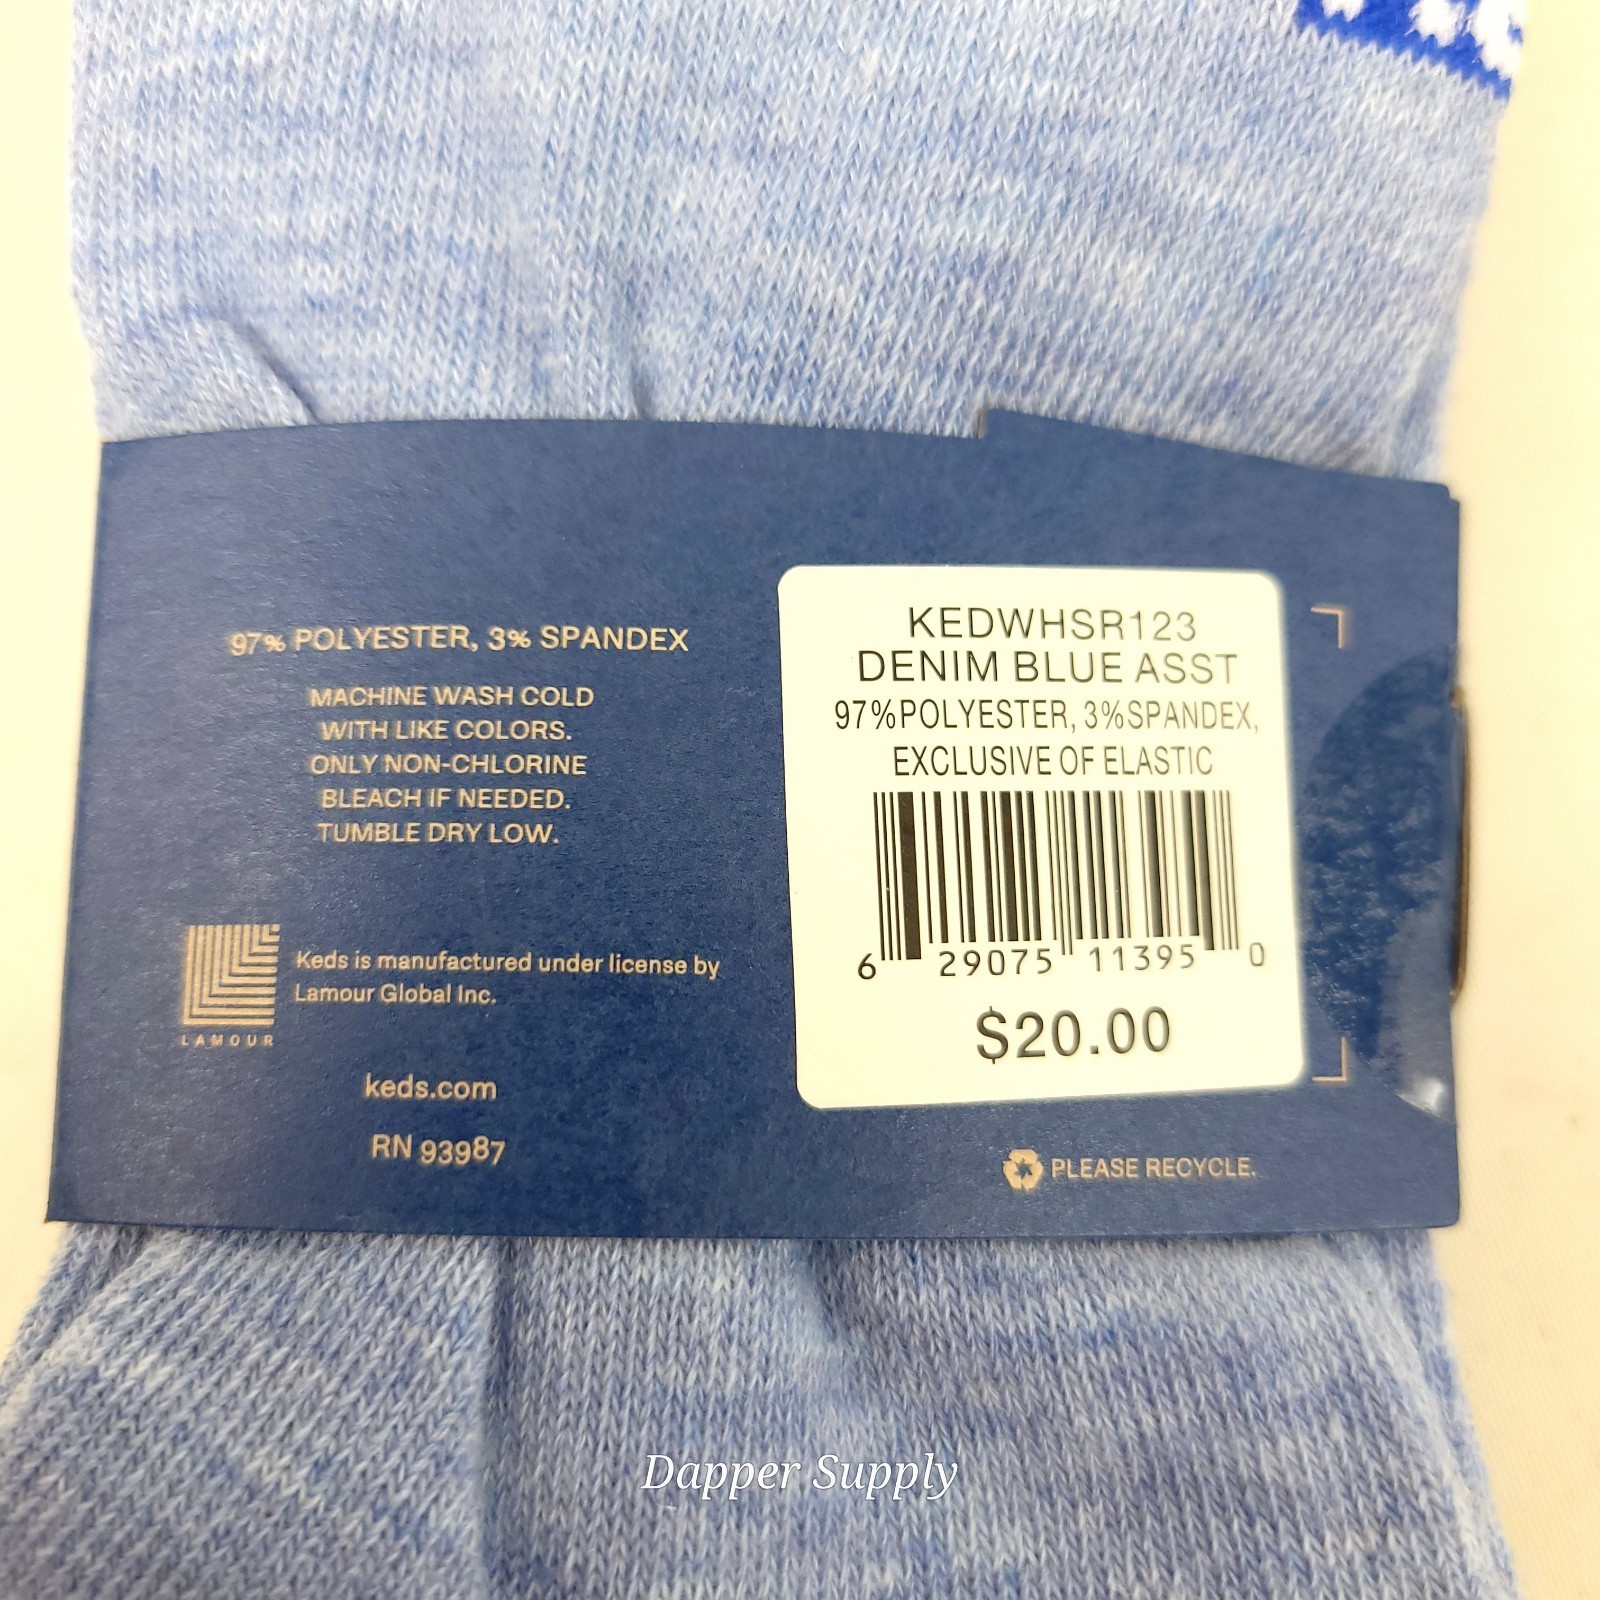 97% POLYESTER, 3% SPANDEX
MACHINE WASH COLD
WITH LIKE COLORS.
ONLY NON-CHLORINE
BLEACH IF NEEDED.
TUMBLE DRY LOW.
LAMOUR
Keds is manufactured under license by
Lamour Global Inc.
keds.com
RN 93987
KEDWHSR123
DENIM BLUE ASST
97%POLYESTER, 3%SPANDEX,
EXCLUSIVE OF ELASTIC
6 29075 11395 0
$20.00
PLEASE RECYCLE.
Dapper Supply